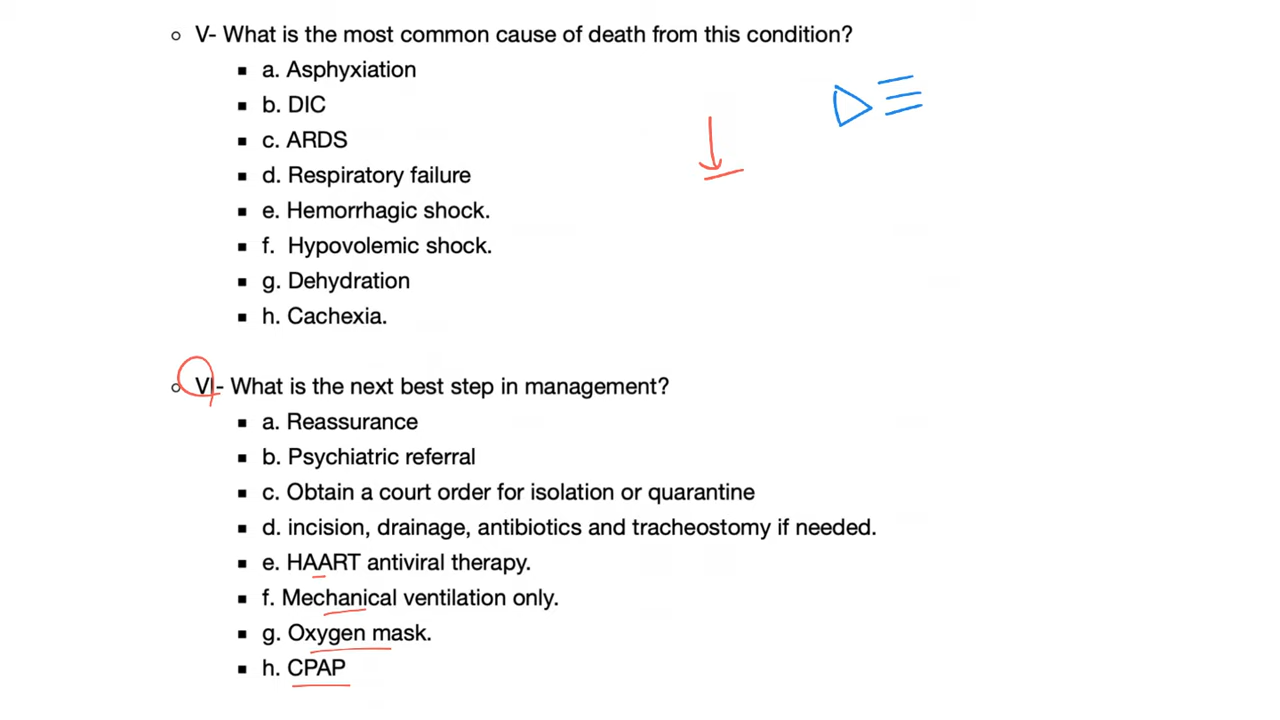 V- What is the most common cause of death from this condition?
a. Asphyxiation
b. DIC
c. ARDS
d. Respiratory failure
e. Hemorrhagic shock.
f. Hypovolemic shock.
g. Dehydration
h. Cachexia.
VI- What is the next best step in management?
a. Reassurance
b. Psychiatric referral
c. Obtain a court order for isolation or quarantine
d. incision, drainage, antibiotics and tracheostomy if needed.
e. HAART antiviral therapy.
f. Mechanical ventilation only.
g. Oxygen mask.
h. CPAP